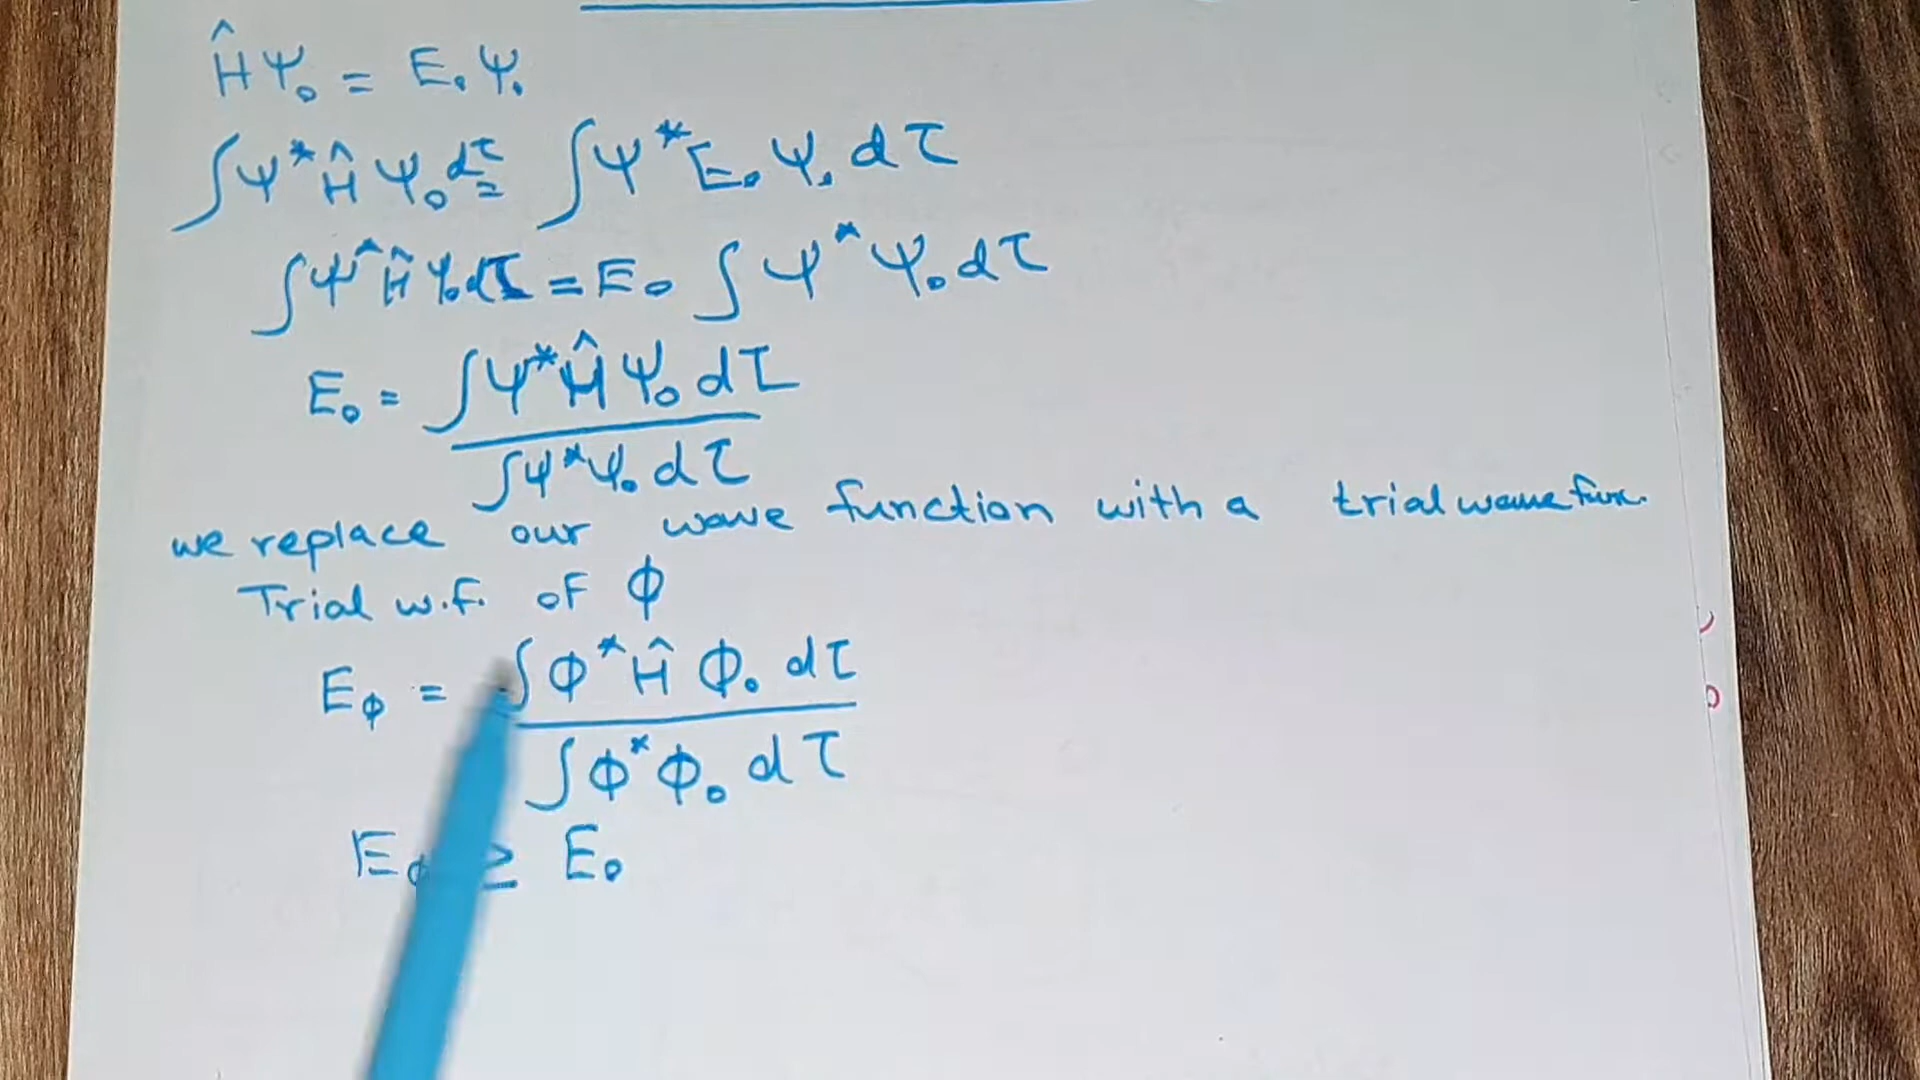 Ĥψ₀ = E₀ψ₀
∫ψ*Ĥψ₀dτ = ∫ψ*E₀ψ₀dτ
∫ψ*Ĥψ₀dτ = E₀∫ψ*ψ₀dτ
E₀ = ∫ψ*Ĥψ₀dτ
∫ψ*ψ₀dτ
we replace our wave function with a trial wave func.
Trial w.f. of ϕ
E_ϕ = ∫ϕ*Ĥϕ₀dτ
∫ϕ*ϕ₀dτ
E_ϕ ≥ E₀